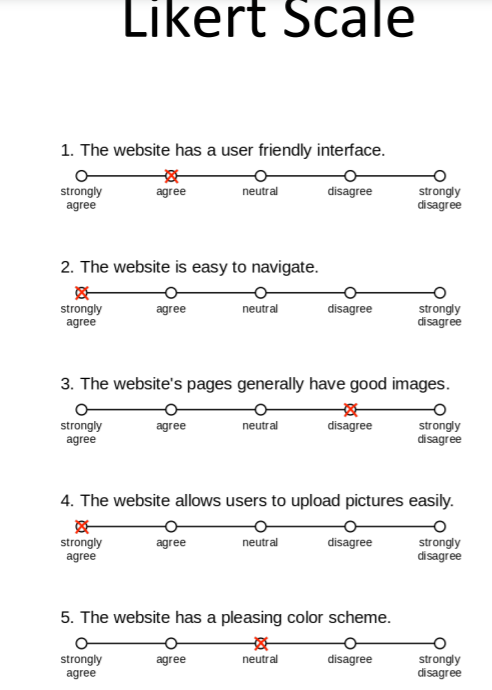 Likert Scale
1. The website has a user friendly interface.
strongly agree neutral disagree strongly
agree disagree
2. The website is easy to navigate.
strongly agree neutral disagree strongly
agree disagree
3. The website's pages generally have good images.
strongly agree neutral disagree strongly
agree disagree
4. The website allows users to upload pictures easily.
strongly agree neutral disagree strongly
agree disagree
5. The website has a pleasing color scheme.
strongly agree neutral disagree strongly
agree disagree